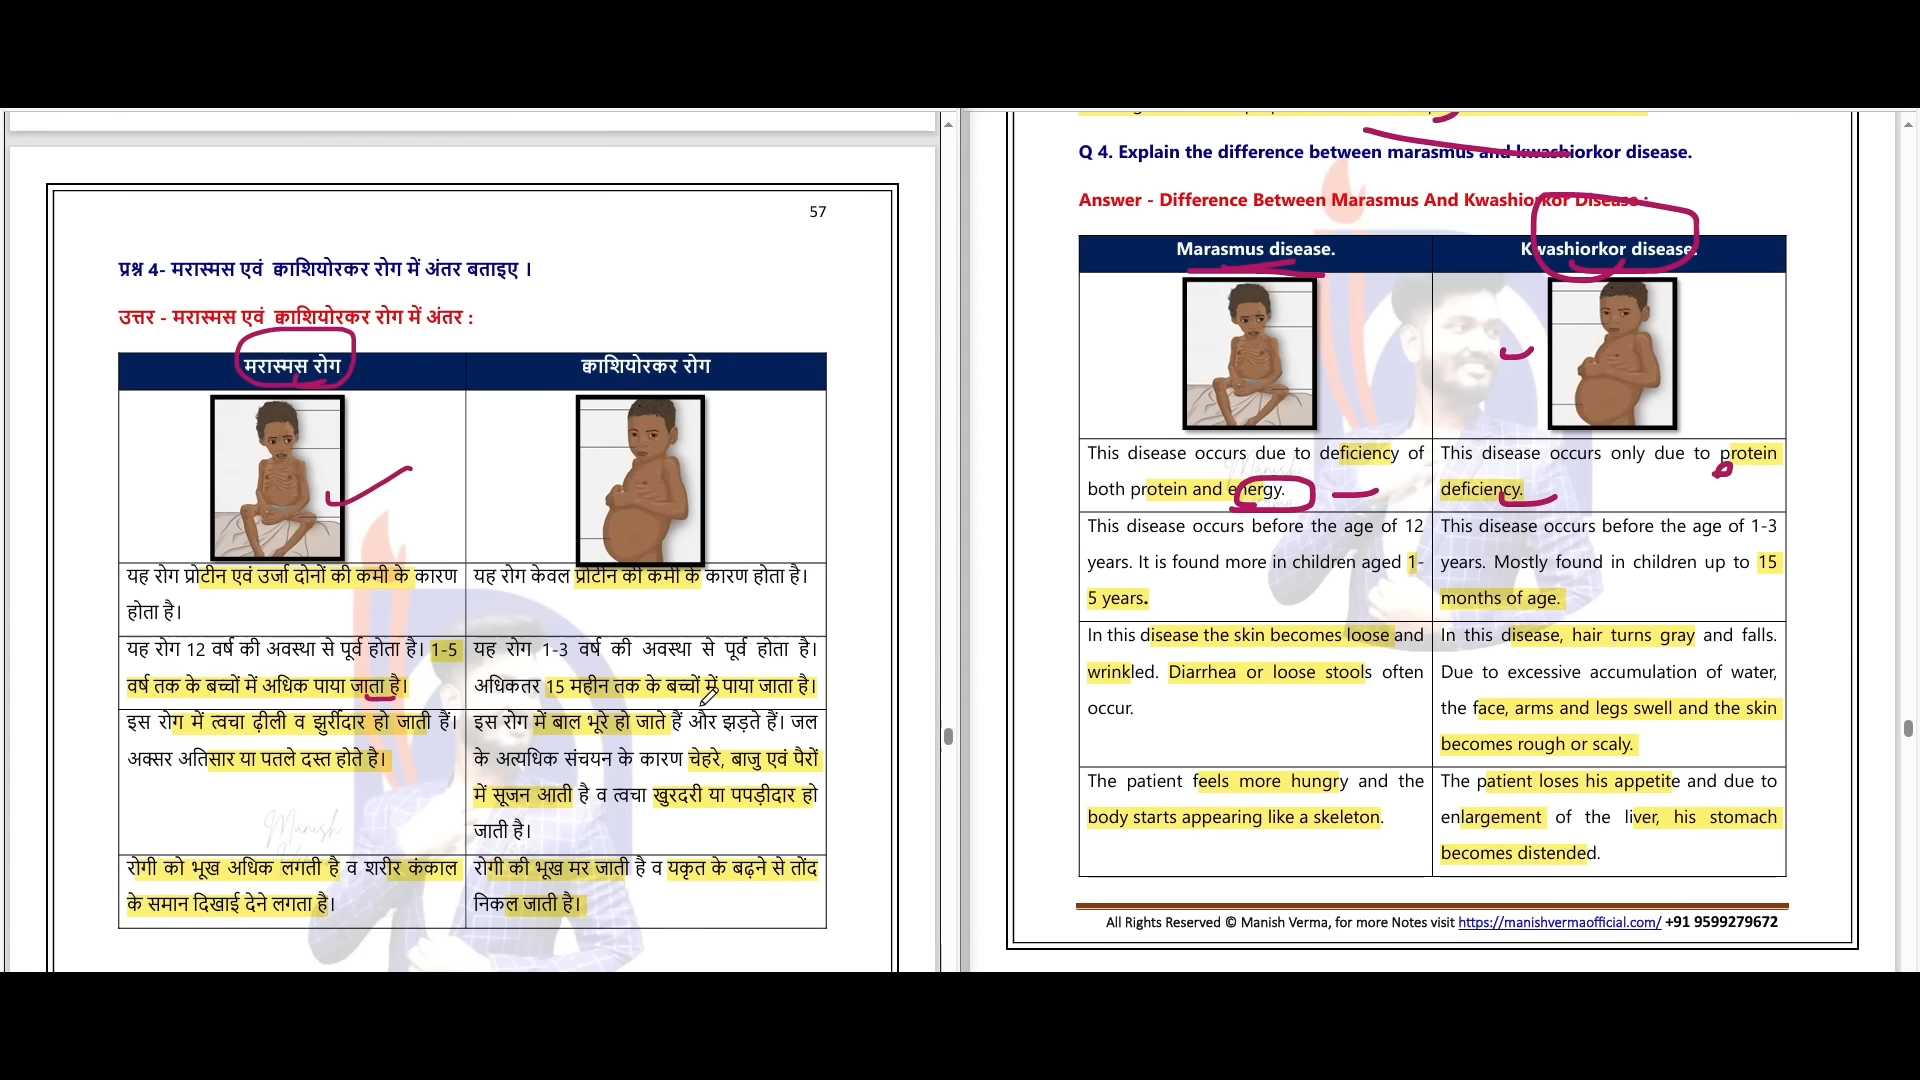 57
प्रश्न 4- मरास्मस एवं क्वाशियोरकर रोग में अंतर बताइए ।
उत्तर - मरास्मस एवं क्वाशियोरकर रोग में अंतर :
मरास्मस रोग
क्वाशियोरकर रोग
यह रोग प्रोटीन एवं उर्जा दोनों की कमी के कारण
होता है।
यह रोग केवल प्रोटीन की कमी के कारण होता है।
यह रोग 12 वर्ष की अवस्था से पूर्व होता है। 1-5
वर्ष तक के बच्चों में अधिक पाया जाता है।
यह रोग 1-3 वर्ष की अवस्था से पूर्व होता है।
अधिकतर 15 महीन तक के बच्चों में पाया जाता है।
इस रोग में त्वचा ढ़ीली व झुर्रीदार हो जाती हैं।
अक्सर अतिसार या पतले दस्त होते है।
इस रोग में बाल भूरे हो जाते हैं और झड़ते हैं। जल
के अत्यधिक संचयन के कारण चेहरे, बाजु एवं पैरों
में सूजन आती है व त्वचा खुरदरी या पपड़ीदार हो
जाती है।
रोगी को भूख अधिक लगती है व शरीर कंकाल
के समान दिखाई देने लगता है।
रोगी की भूख मर जाती है व यकृत के बढ़ने से तोंद
निकल जाती है।
Manish
Q 4. Explain the difference between marasmus and kwashiorkor disease.
Answer - Difference Between Marasmus And Kwashiorkor Disease :
Marasmus disease.
Kwashiorkor disease.
This disease occurs due to deficiency of
both protein and energy.
This disease occurs only due to protein
deficiency.
This disease occurs before the age of 12
years. It is found more in children aged 1-
5 years.
This disease occurs before the age of 1-3
years. Mostly found in children up to 15
months of age.
In this disease the skin becomes loose and
wrinkled. Diarrhea or loose stools often
occur.
In this disease, hair turns gray and falls.
Due to excessive accumulation of water,
the face, arms and legs swell and the skin
becomes rough or scaly.
The patient feels more hungry and the
body starts appearing like a skeleton.
The patient loses his appetite and due to
enlargement of the liver, his stomach
becomes distended.
All Rights Reserved © Manish Verma, for more Notes visit https://manishvermaofficial.com/ +91 9599279672